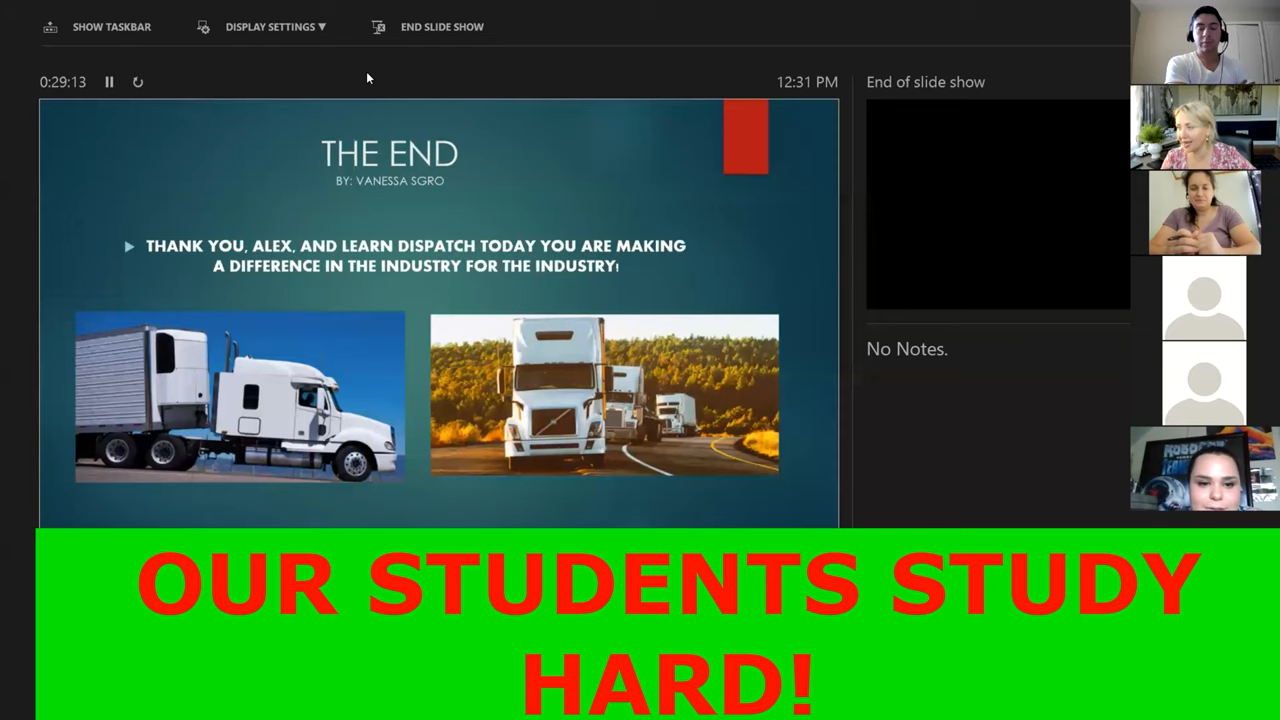 SHOW TASKBAR
DISPLAY SETTINGS ▼
END SLIDE SHOW
0:29:13
12:31 PM
End of slide show
THE END
BY: VANESSA SGRO
THANK YOU, ALEX, AND LEARN DISPATCH TODAY YOU ARE MAKING
A DIFFERENCE IN THE INDUSTRY FOR THE INDUSTRY!
No Notes.
ROBOCOP
OUR STUDENTS STUDY
HARD!